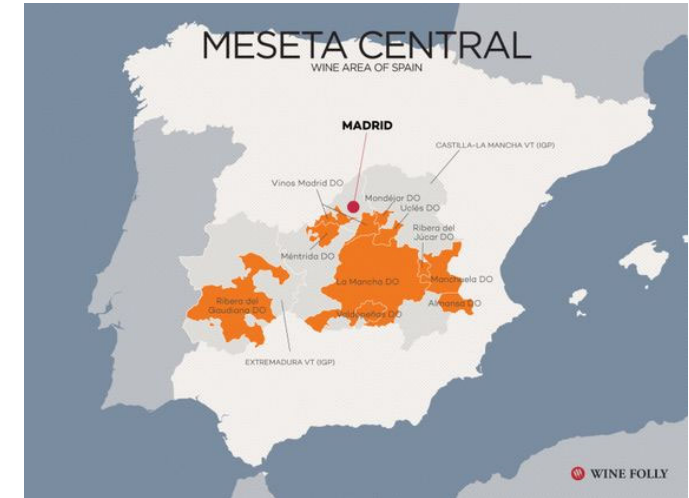 MESETA CENTRAL
WINE AREA OF SPAIN
MADRID
CASTILLA-LA MANCHA VT (IGP)
Vinos Madrid DO
Mondéjar DO
Uclés DO
Ribera del
Júcar DO
Méntrida DO
La Mancha DO
Manchuela DO
Ribera del
Guadiana DO
Almansa DO
Valdepeñas DO
EXTREMADURA VT (IGP)
WINE FOLLY